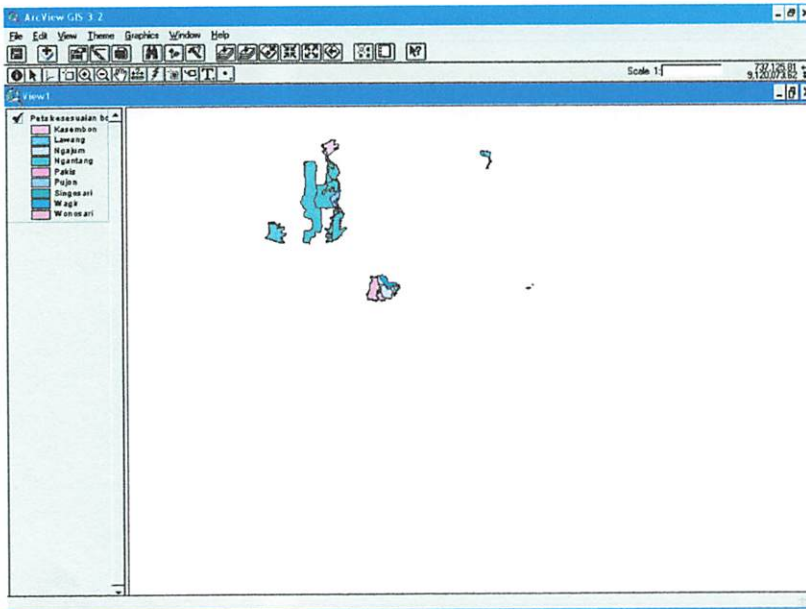 ArcView GIS 3.2
File Edit View Theme Graphics Window Help
Scale 1:
737,125.81
9,120,073.62
View1
Peta kesesuaian bo
Kasembon
Lawang
Ngajum
Ngantang
Pakis
Pujon
Singosari
Wagir
Wonosari